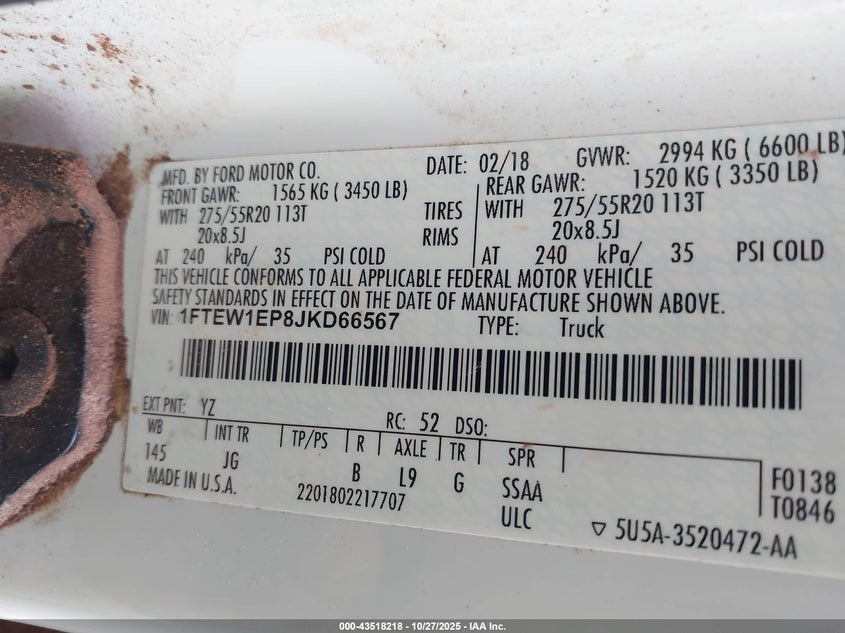 MFD. BY FORD MOTOR CO. DATE: 02/18 GVWR: 2994 KG ( 6600 LB)
FRONT GAWR: 1565 KG ( 3450 LB) REAR GAWR: 1520 KG ( 3350 LB)
WITH 275/55R20 113T TIRES WITH 275/55R20 113T
20x8.5J RIMS 20x8.5J
AT 240 kPa/ 35 PSI COLD AT 240 kPa/ 35 PSI COLD
THIS VEHICLE CONFORMS TO ALL APPLICABLE FEDERAL MOTOR VEHICLE
SAFETY STANDARDS IN EFFECT ON THE DATE OF MANUFACTURE SHOWN ABOVE.
VIN: 1FTEW1EP8JKD66567 TYPE: Truck
EXT PNT: YZ RC: 52 DSO:
WB INT TR TP/PS R AXLE TR SPR
145 JG B L9 G SSAA F0138
MADE IN U.S.A. 2201802217707 ULC T0846
5U5A-3520472-AA
000-43518218 - 10/27/2025 - IAA Inc.